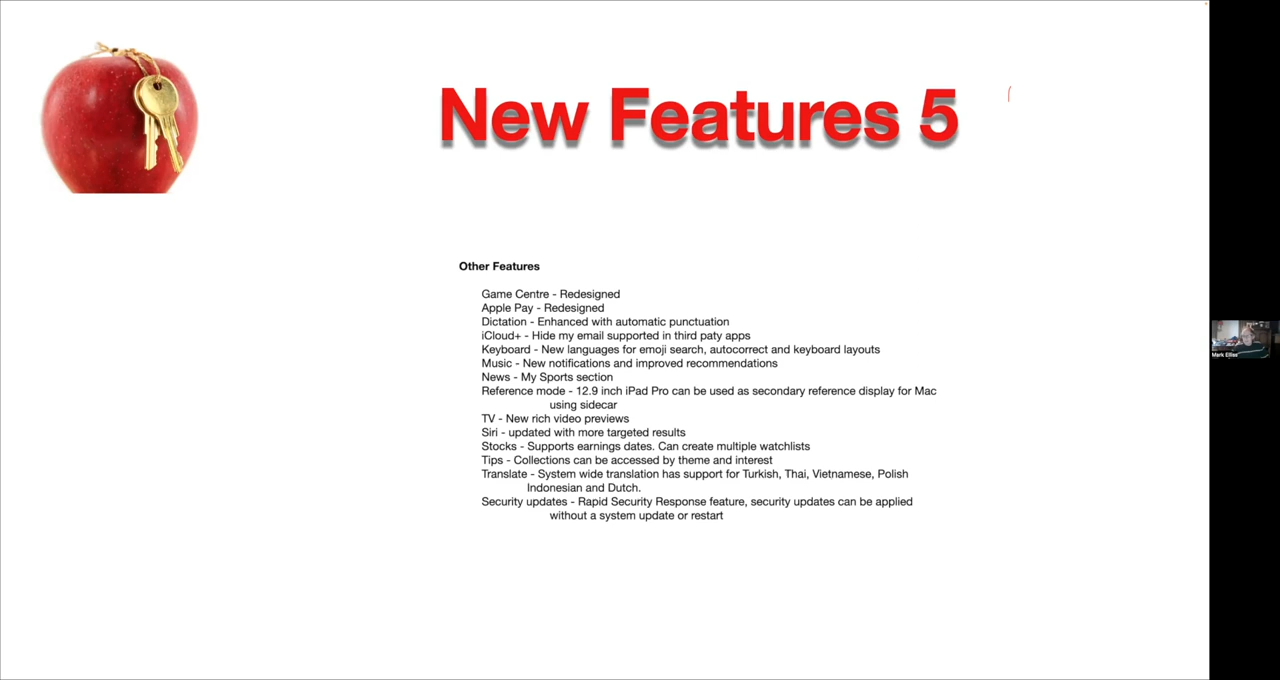 New Features 5
Other Features
Game Centre - Redesigned
Apple Pay - Redesigned
Dictation - Enhanced with automatic punctuation
iCloud+ - Hide my email supported in third paty apps
Keyboard - New languages for emoji search, autocorrect and keyboard layouts
Music - New notifications and improved recommendations
News - My Sports section
Reference mode - 12.9 inch iPad Pro can be used as secondary reference display for Mac
using sidecar
TV - New rich video previews
Siri - updated with more targeted results
Stocks - Supports earnings dates. Can create multiple watchlists
Tips - Collections can be accessed by theme and interest
Translate - System wide translation has support for Turkish, Thai, Vietnamese, Polish
Indonesian and Dutch.
Security updates - Rapid Security Response feature, security updates can be applied
without a system update or restart
Mark Elliss